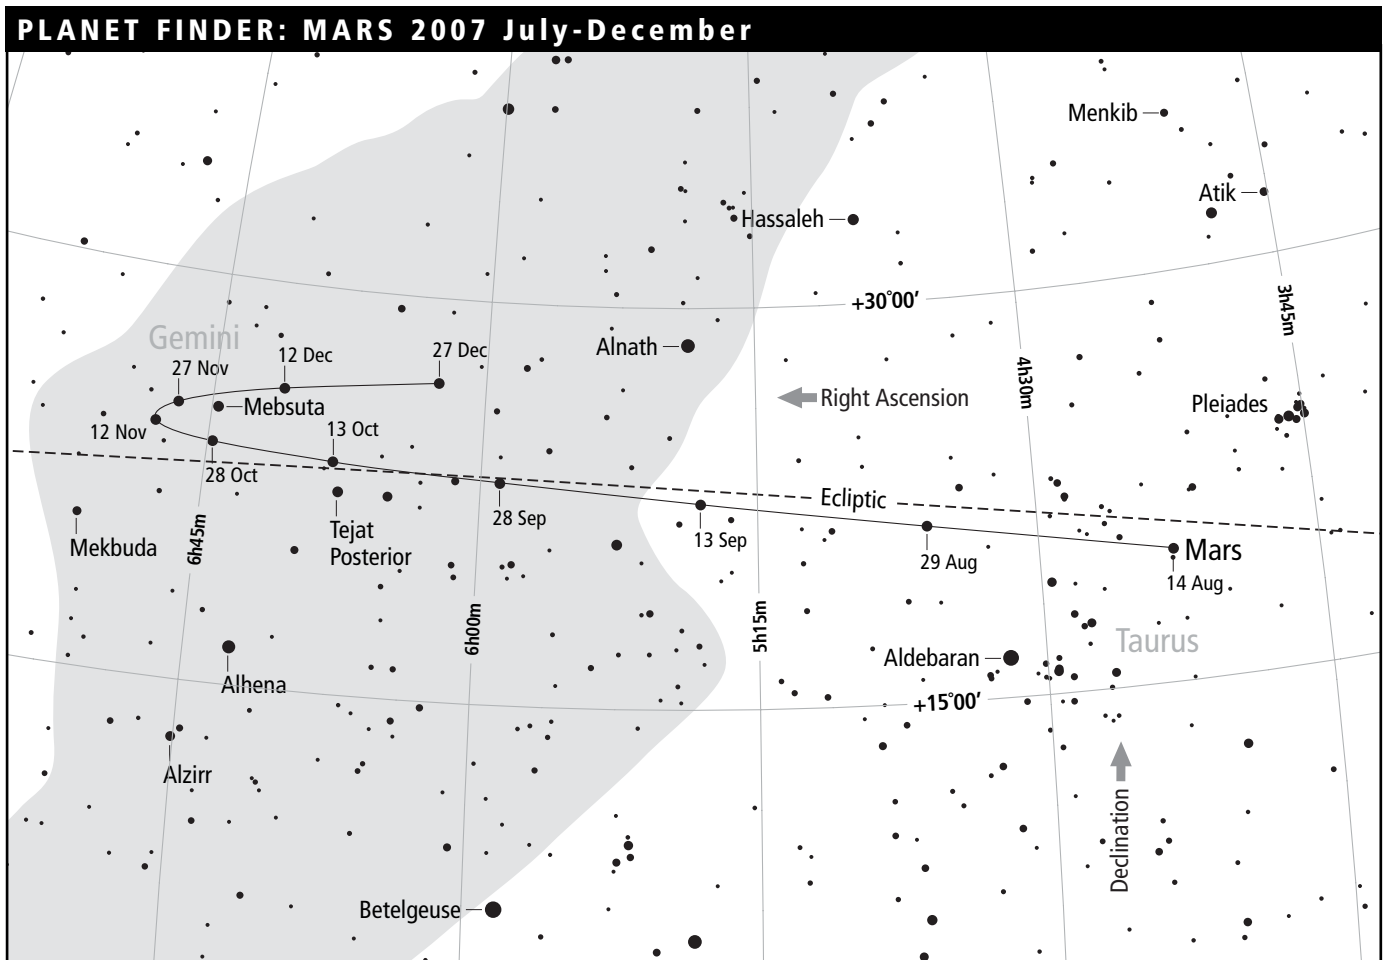 PLANET FINDER: MARS 2007 July-December
Menkib
Atik
Hassaleh
+30°00’
3h45m
Gemini
Alnath
27 Nov
12 Dec
27 Dec
4h30m
Mebsuta
Right Ascension
Pleiades
12 Nov
13 Oct
28 Oct
Ecliptic
28 Sep
13 Sep
29 Aug
Mars
14 Aug
Mekbuda
6h45m
Tejat
Posterior
6h00m
5h15m
Taurus
Aldebaran
Alhena
+15°00’
Alzirr
Declination
Betelgeuse